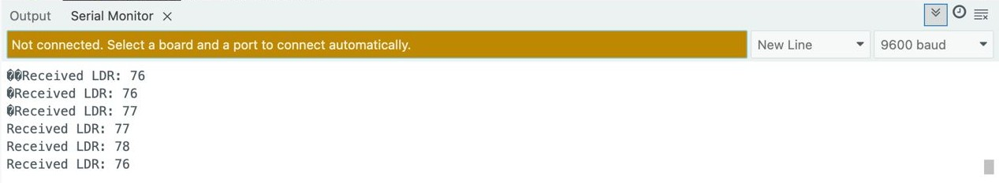 Output Serial Monitor
Not connected. Select a board and a port to connect automatically. New Line 9600 baud
��Received LDR: 76
�Received LDR: 76
�Received LDR: 77
Received LDR: 77
Received LDR: 78
Received LDR: 76